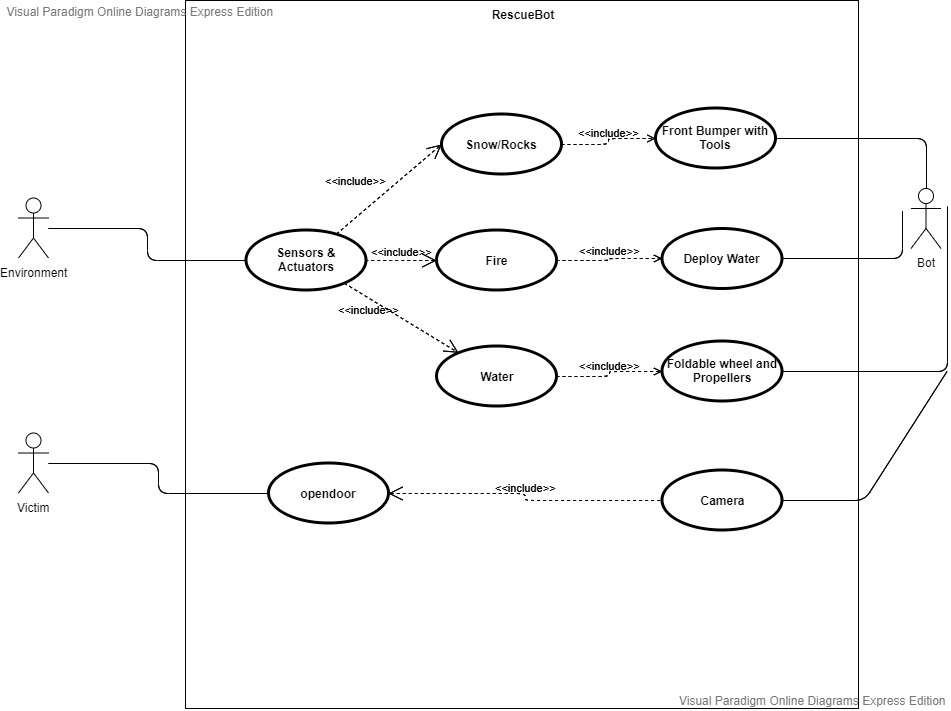 Visual Paradigm Online Diagrams Express Edition
RescueBot
<<include>>
Front Bumper with
Tools
Snow/Rocks
<<include>>
Environment
Sensors &
Actuators
<<include>>
Fire
<<include>>
Deploy Water
Bot
<<include>>
Water
<<include>>
Foldable wheel and
Propellers
Victim
opendoor
<<include>>
Camera
Visual Paradigm Online Diagrams Express Edition